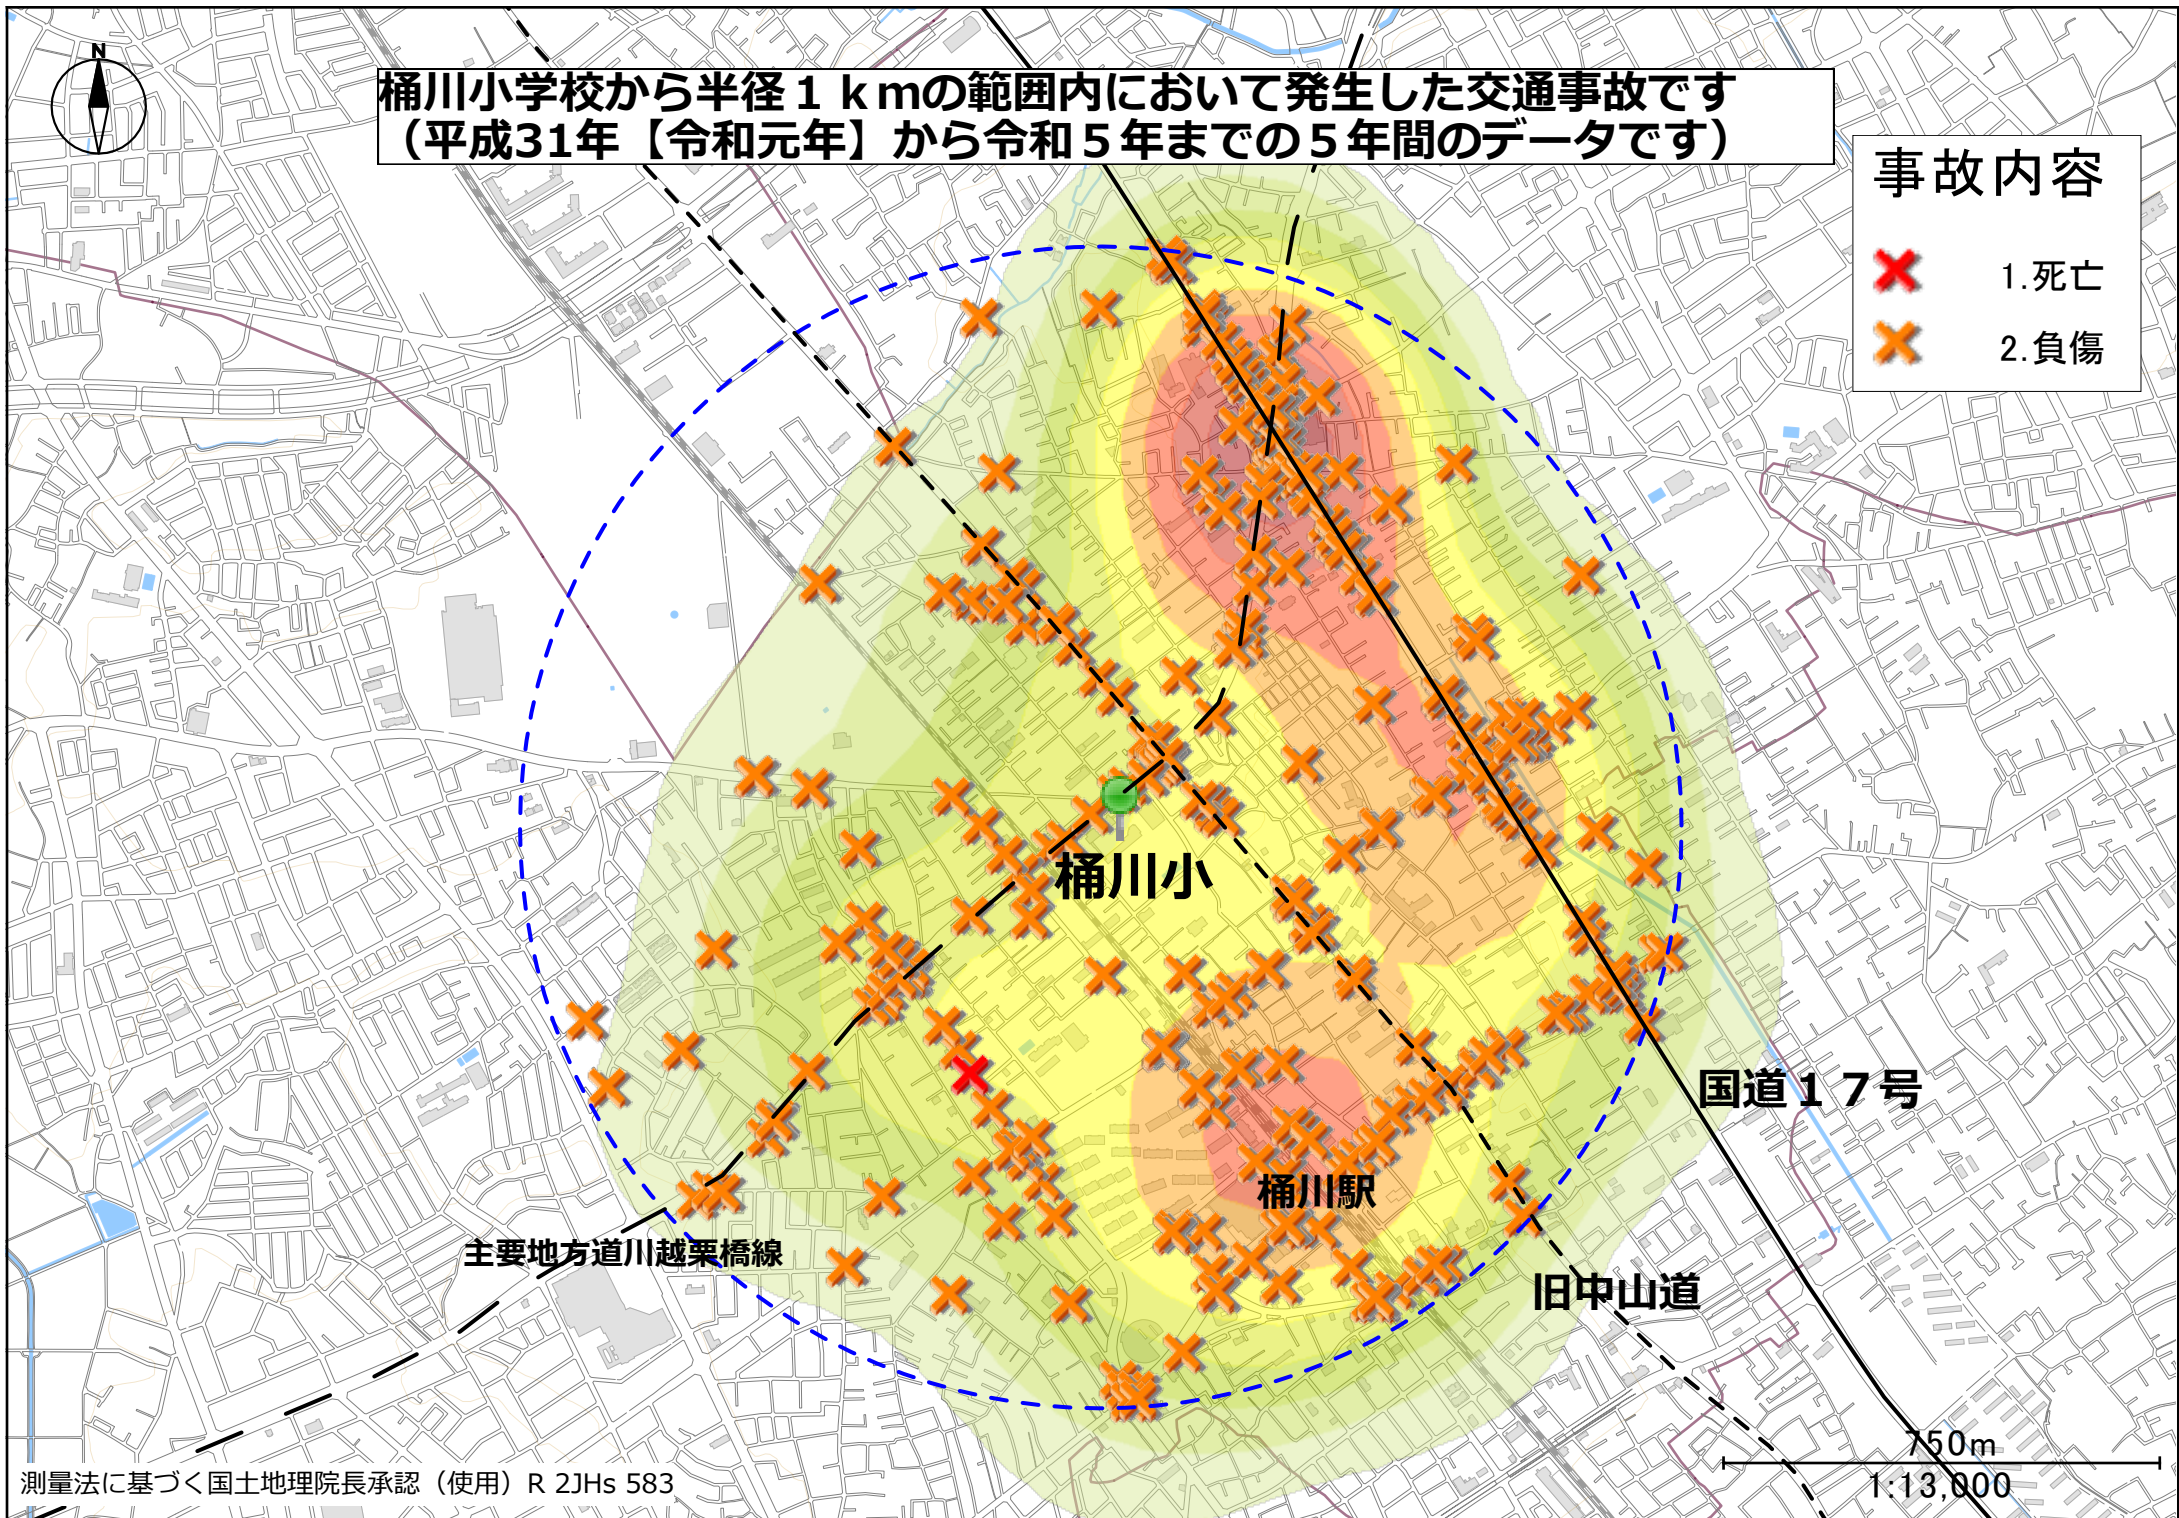 N
桶川小学校から半径１ｋｍの範囲内において発生した交通事故です
（平成31年【令和元年】から令和５年までの５年間のデータです）
事故内容
1.死亡
2.負傷
桶川小
国道１７号
桶川駅
主要地方道川越栗橋線
旧中山道
750m
1:13,000
測量法に基づく国土地理院長承認（使用）R 2JHs 583